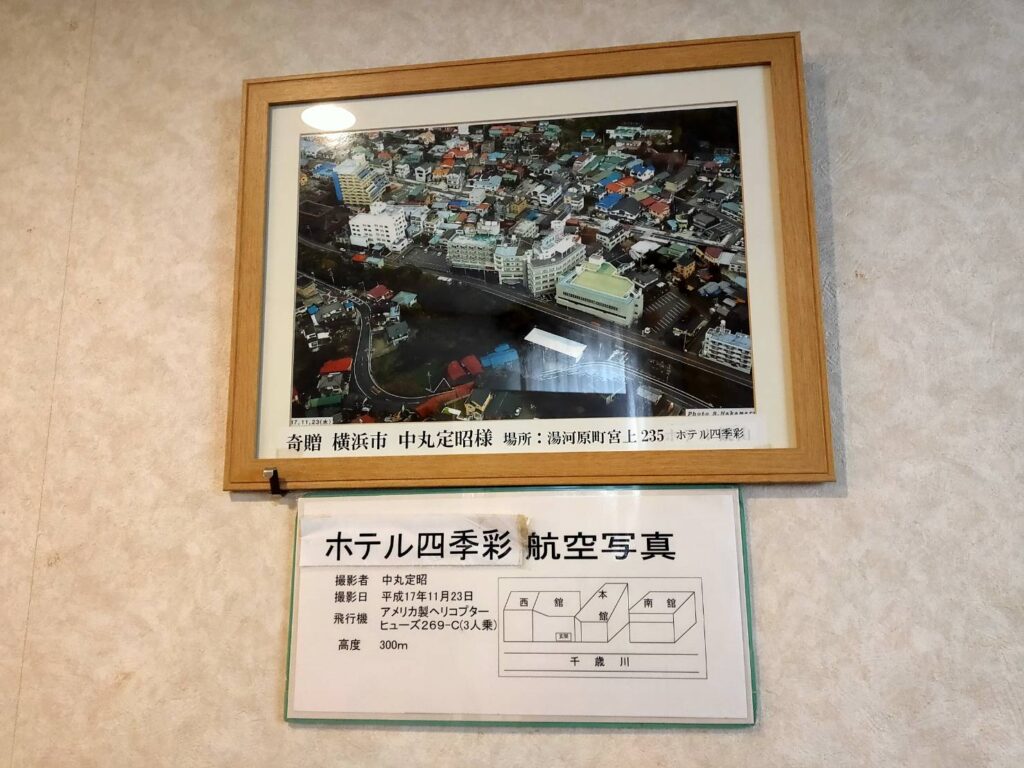 17.11.23(水)
Photo S.Nakamaru
奇贈 横浜市 中丸定昭様 場所：湯河原町宮上235 ホテル四季彩
ホテル四季彩 航空写真
撮影者 中丸定昭
撮影日 平成17年11月23日
飛行機 アメリカ製ヘリコプター
ヒューズ269-C(3人乗)
高度 300m
西 館 本館 南 館
玄関
千 歳 川